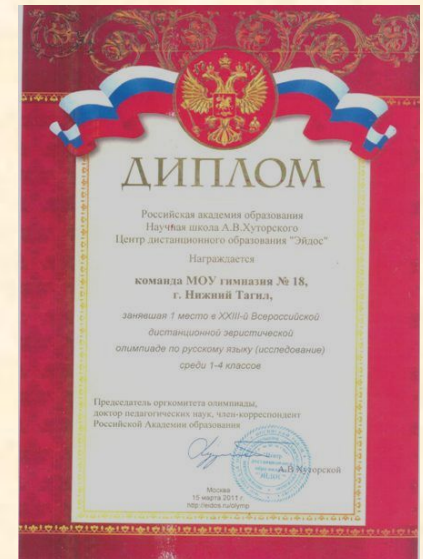 ДИПЛОМ
Российская академия образования
Научная школа А.В.Хуторского
Центр дистанционного образования "Эйдос"
Награждается
команда МОУ гимназия № 18,
г. Нижний Тагил,
занявшая 1 место в XXIII-й Всероссийской
дистанционной эвристической
олимпиаде по русскому языку (исследование)
среди 1-4 классов
Председатель оргкомитета олимпиады,
доктор педагогических наук, член-корреспондент
Российской Академии образования
А.В.Хуторской
Москва
15 марта 2011 г.
http://eidos.ru/olymp